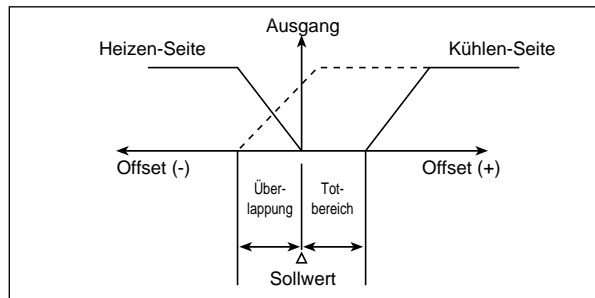 Ausgang
Heizen-Seite
Kühlen-Seite
Offset (-)
Offset (+)
Über-
lappung
Tot-
bereich
Sollwert